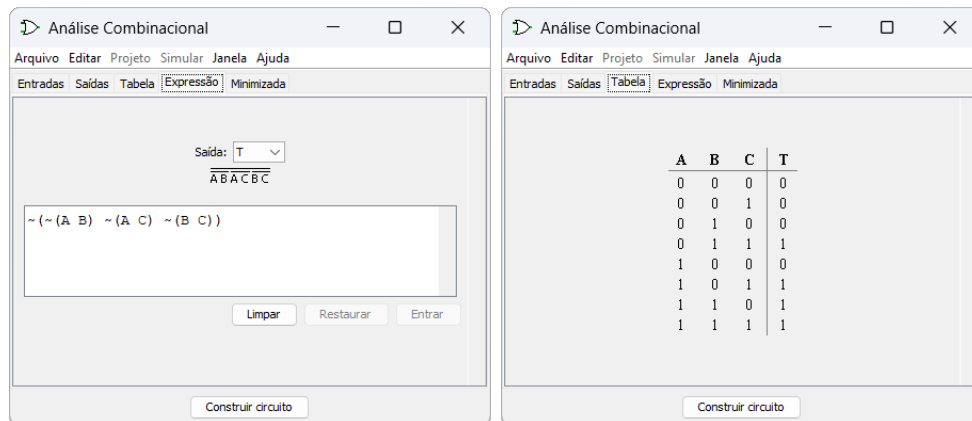 Análise Combinacional
Arquivo Editar Projeto Simular Janela Ajuda
Entradas Saídas Tabela Expressão Minimizada
Saída: T
A B A C B C
~(~(A B) ~(A C) ~(B C))
Limpar Restaurar Entrar
Construir circuito
Análise Combinacional
Arquivo Editar Projeto Simular Janela Ajuda
Entradas Saídas Tabela Expressão Minimizada
A B C T
0 0 0 0
0 0 1 0
0 1 0 0
0 1 1 1
1 0 0 0
1 0 1 1
1 1 0 1
1 1 1 1
Construir circuito